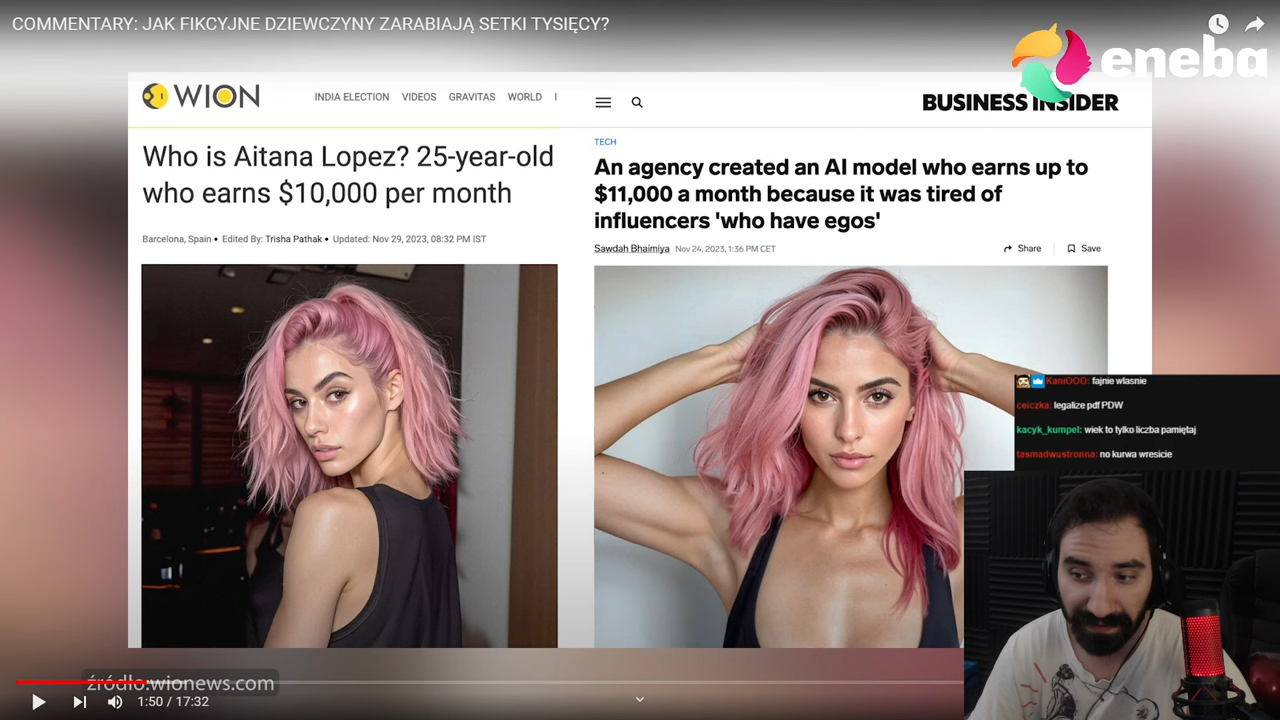 COMMENTARY: JAK FIKCYJNE DZIEWCZYNY ZARABIAJĄ SETKI TYSIĘCY?
eneba
WION
INDIA ELECTION VIDEOS GRAVITAS WORLD
BUSINESS INSIDER
Who is Aitana Lopez? 25-year-old
who earns $10,000 per month
Barcelona, Spain • Edited By: Trisha Pathak • Updated: Nov 29, 2023, 08:32 PM IST
TECH
An agency created an AI model who earns up to
$11,000 a month because it was tired of
influencers 'who have egos'
Sawdah Bhaimiya Nov 24, 2023, 1:36 PM CET
Share
Save
KaniOOO: fajnie wlasnie
ceiczka: legalize pdf PDW
kacyk_kumpel: wiek to tylko liczba pamiętaj
tasmadwustronna: no kurwa wresicie
źródło:wionews.com
1:50 / 17:32